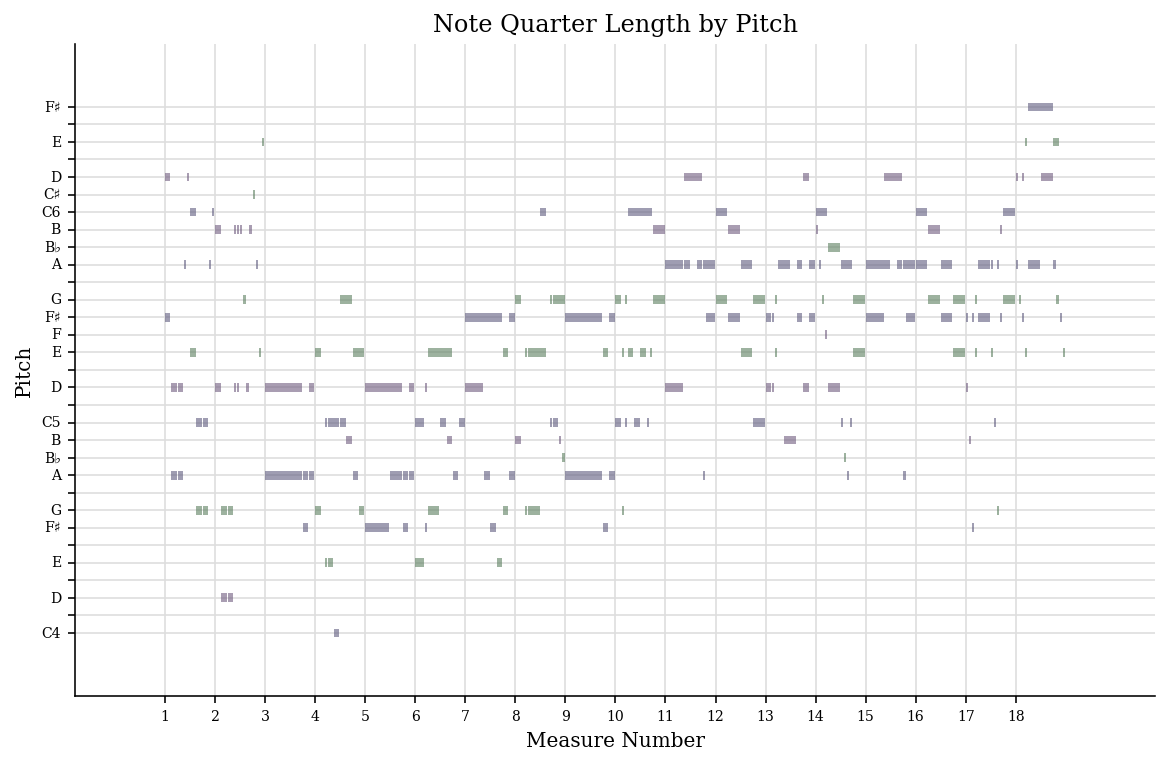 Note Quarter Length by Pitch
F♯
E
D
C♯
C6
B
B♭
A
G
F♯
F
E
D
C5
B
B♭
A
G
F♯
E
D
C4
Pitch
1 2 3 4 5 6 7 8 9 10 11 12 13 14 15 16 17 18
Measure Number